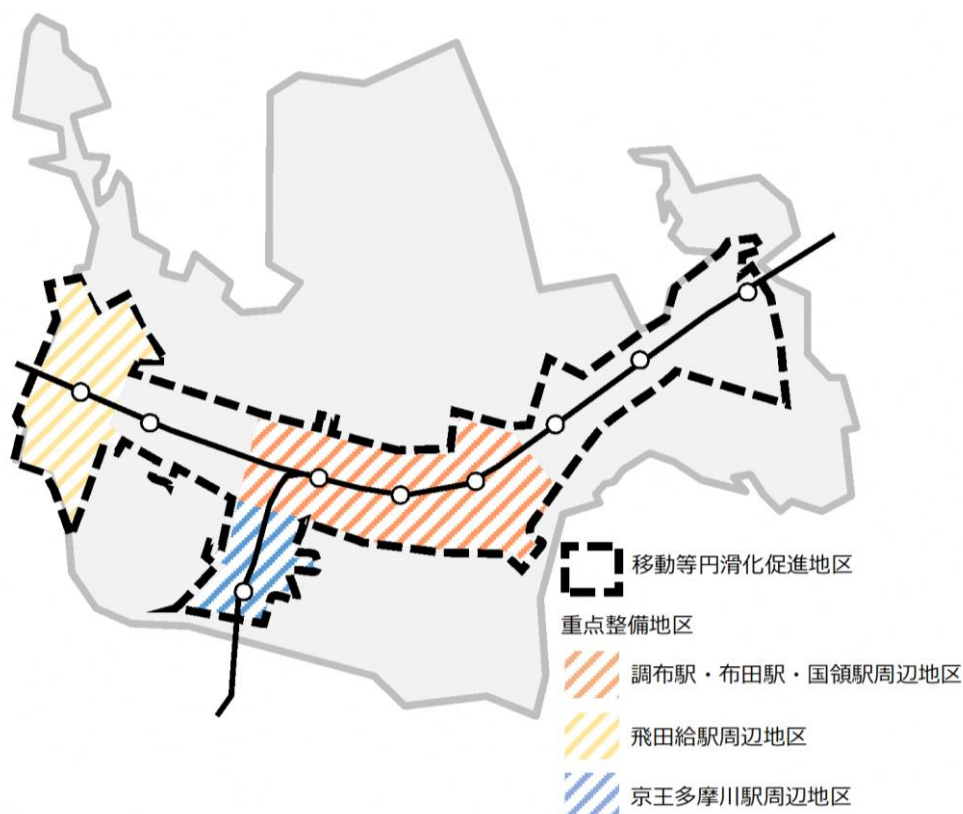 移動等円滑化促進地区
重点整備地区
調布駅・布田駅・国領駅周辺地区
飛田給駅周辺地区
京王多摩川駅周辺地区